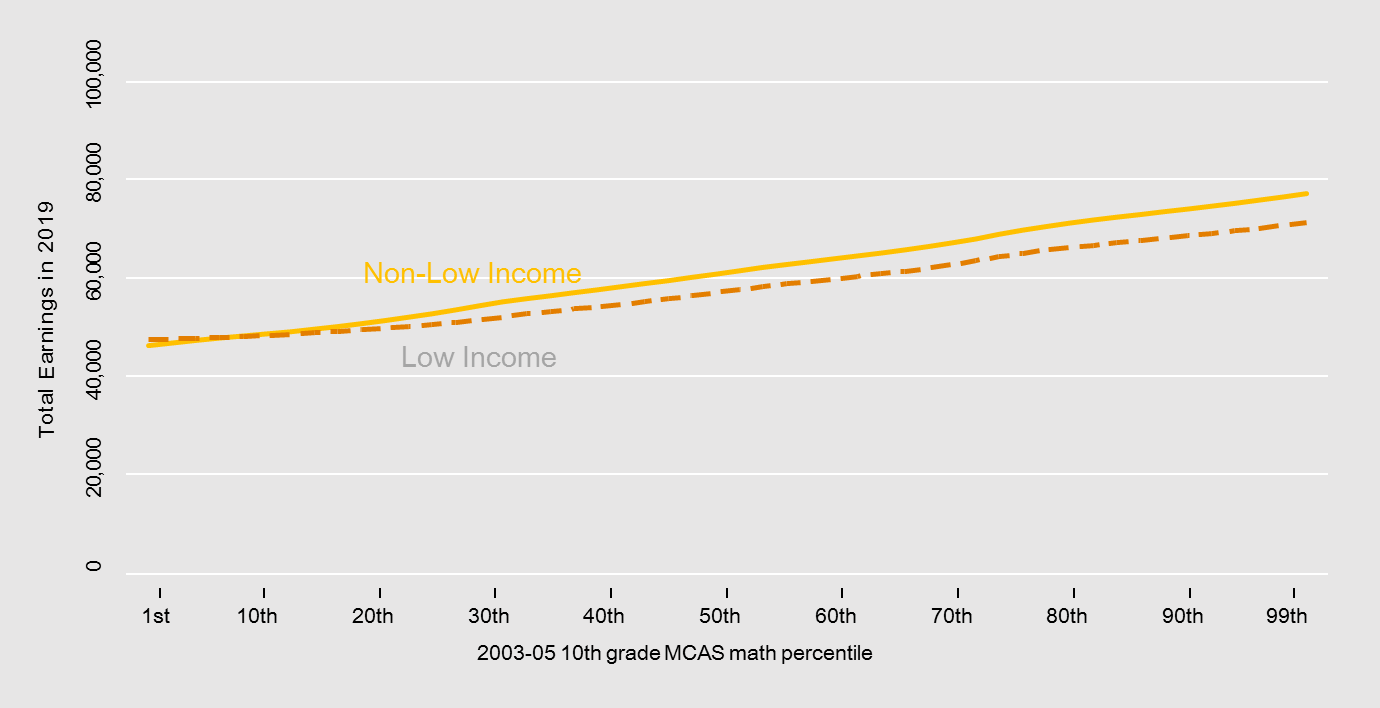 Total Earnings in 2019
100,000
80,000
60,000
40,000
20,000
0
Non-Low Income
Low Income
1st 10th 20th 30th 40th 50th 60th 70th 80th 90th 99th
2003-05 10th grade MCAS math percentile